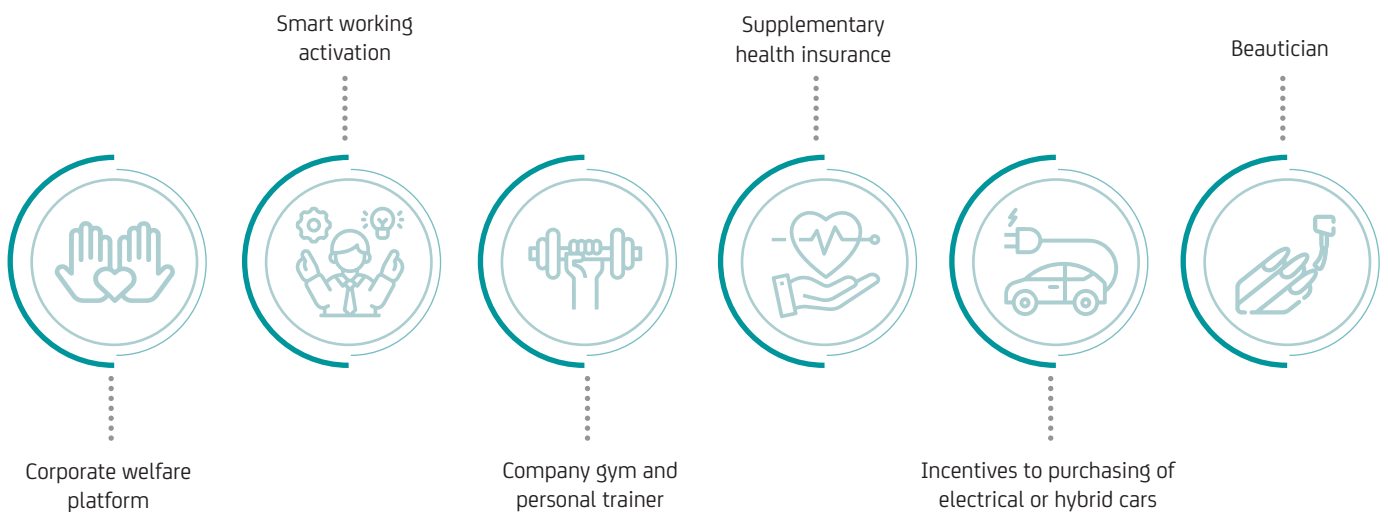 Smart working
activation
Supplementary
health insurance
Beautician
Corporate welfare
platform
Company gym and
personal trainer
Incentives to purchasing of
electrical or hybrid cars